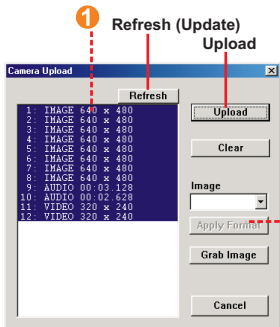 1
Refresh (Update)
Upload
Camera Upload
Refresh
1: IMAGE 640 x 480
2: IMAGE 640 x 480
3: IMAGE 640 x 480
4: IMAGE 640 x 480
5: IMAGE 640 x 480
6: IMAGE 640 x 480
7: IMAGE 640 x 480
8: IMAGE 640 x 480
9: AUDIO 00:03.128
10: AUDIO 00:02.628
11: VIDEO 320 x 240
12: VIDEO 320 x 240
Upload
Clear
Image
Apply Format
Grab Image
Cancel